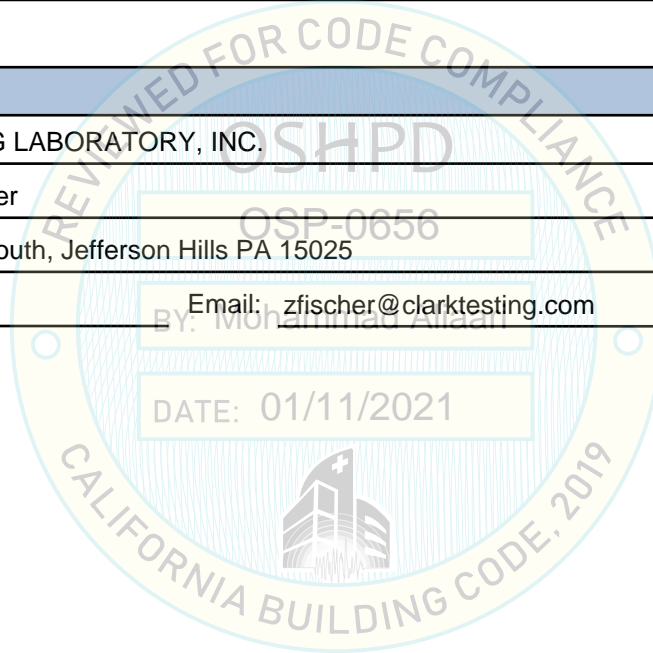 REVIEWED FOR CODE COMPLIANCE
G LABORATORY, INC.
OSHPD
er
OSP-0656
outh, Jefferson Hills PA 15025
Email: zfischer@clarktesting.com
BY: Mohammad Aliaari
DATE: 01/11/2021
CALIFORNIA BUILDING CODE, 2019